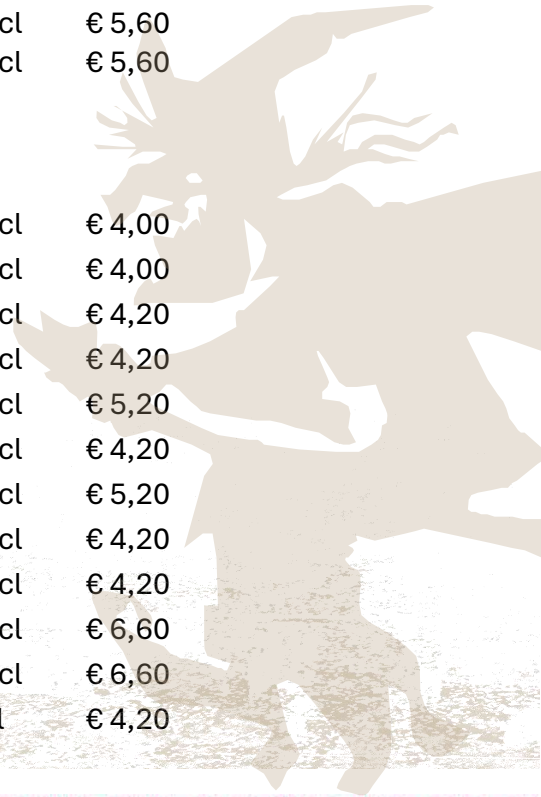 cl € 5,60
cl € 5,60
cl € 4,00
cl € 4,00
cl € 4,20
cl € 4,20
cl € 5,20
cl € 4,20
cl € 5,20
cl € 4,20
cl € 4,20
cl € 6,60
cl € 6,60
l € 4,20